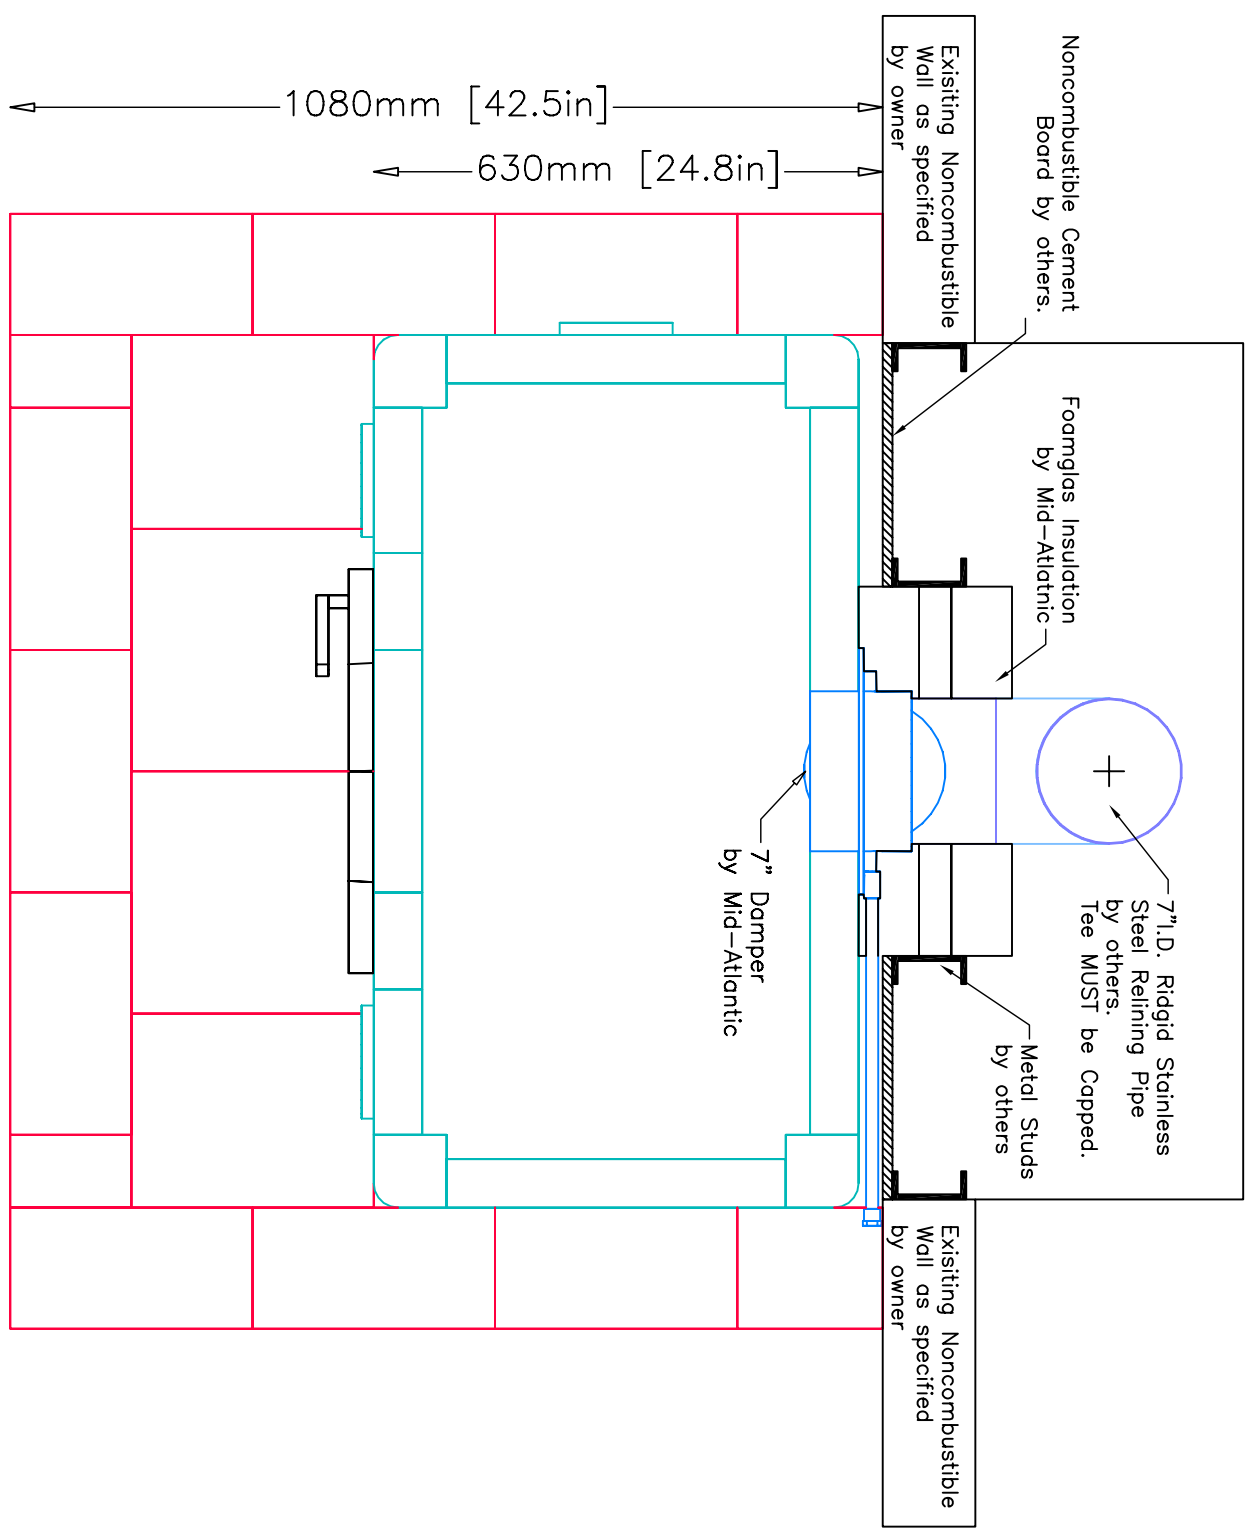 1080mm [42.5in]
630mm [24.8in]
Exisiting Noncombustible
Wall as specified
by owner
Noncombustible Cement
Board by others.
Foamglas Insulation
by Mid-Atlatnic
7"I.D. Ridgid Stainless
Steel Relining Pipe
by others.
Tee MUST be Capped.
Metal Studs
by others
7" Damper
by Mid-Atlantic
Exisiting Noncombustible
Wall as specified
by owner